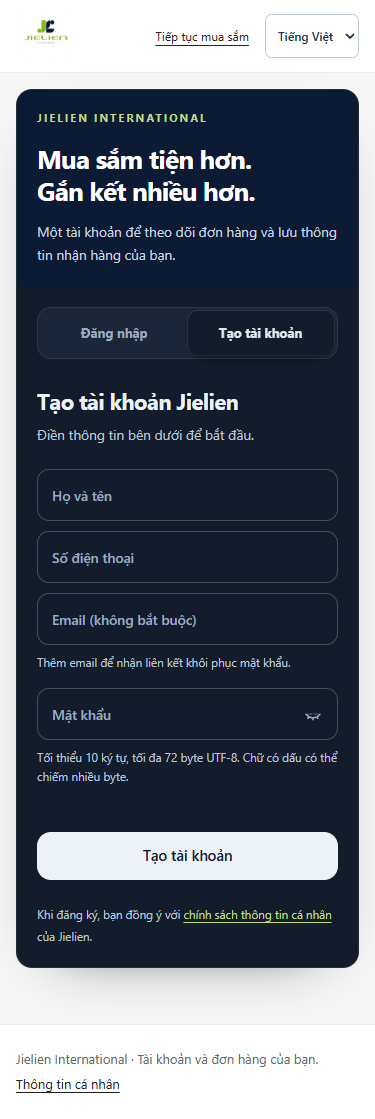 JIELIEN
Tiếp tục mua sắm
Tiếng Việt
JIELIEN INTERNATIONAL
Mua sắm tiện hơn.
Gắn kết nhiều hơn.
Một tài khoản để theo dõi đơn hàng và lưu thông
tin nhận hàng của bạn.
Đăng nhập
Tạo tài khoản
Tạo tài khoản Jielien
Điền thông tin bên dưới để bắt đầu.
Họ và tên
Số điện thoại
Email (không bắt buộc)
Thêm email để nhận liên kết khôi phục mật khẩu.
Mật khẩu
Tối thiểu 10 ký tự, tối đa 72 byte UTF-8. Chữ có dấu có thể
chiếm nhiều byte.
Tạo tài khoản
Khi đăng ký, bạn đồng ý với chính sách thông tin cá nhân
của Jielien.
Jielien International · Tài khoản và đơn hàng của bạn.
Thông tin cá nhân